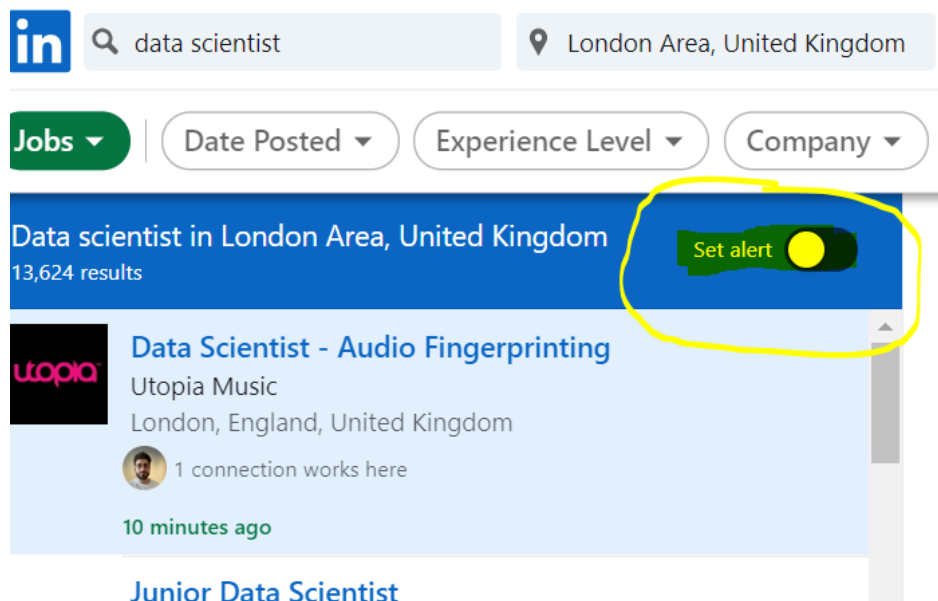 in
data scientist
London Area, United Kingdom
Jobs
Date Posted
Experience Level
Company
Data scientist in London Area, United Kingdom
Set alert
13,624 results
utopia
Data Scientist - Audio Fingerprinting
Utopia Music
London, England, United Kingdom
1 connection works here
10 minutes ago
Junior Data Scientist